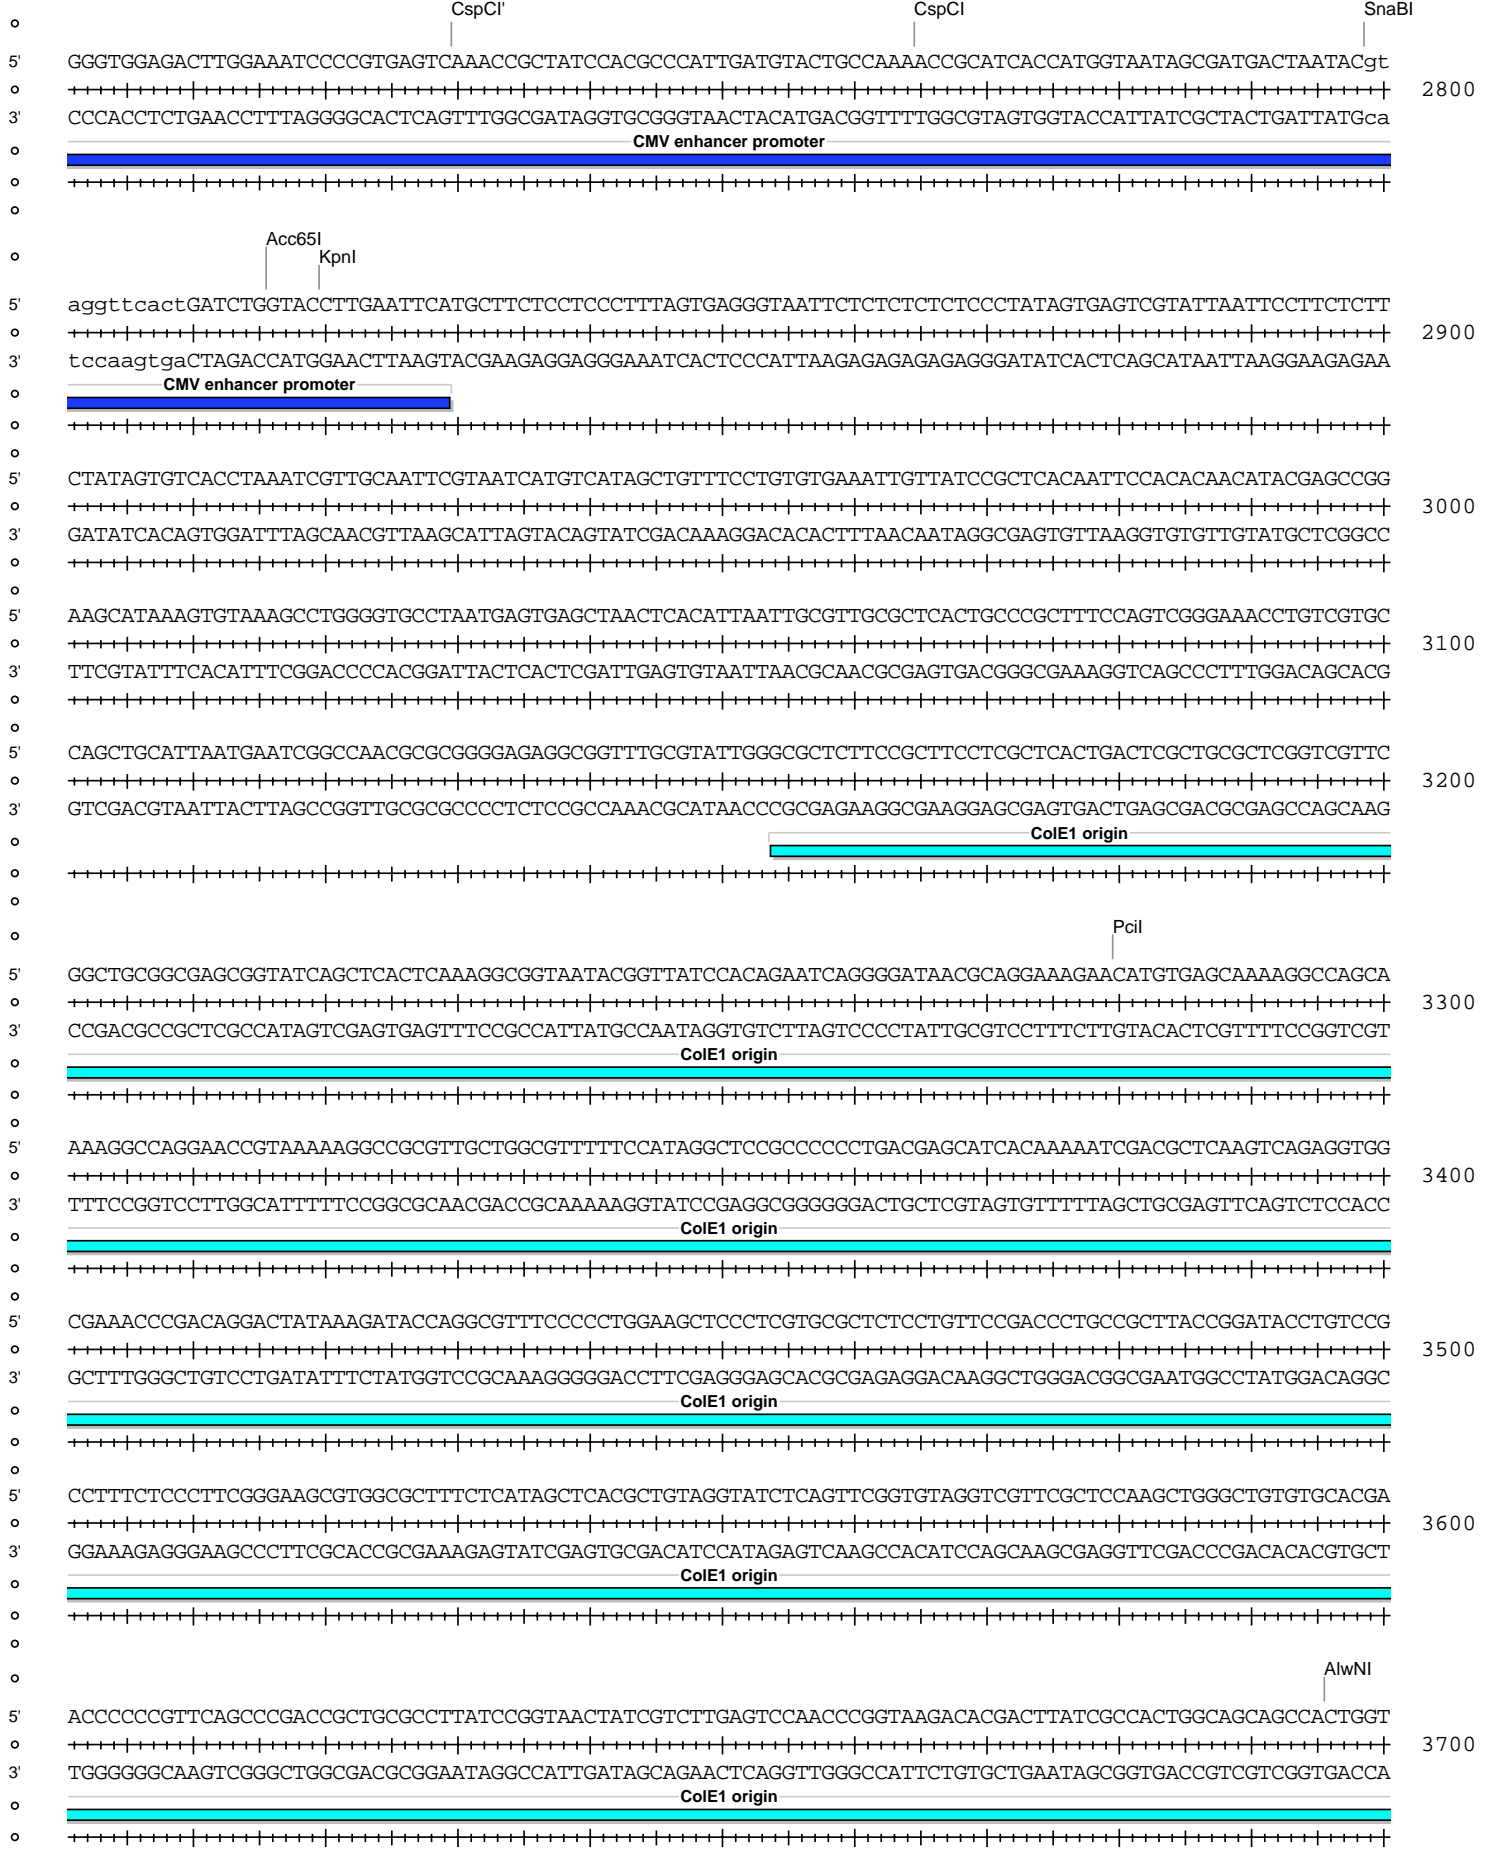 CspCI' CspCI SnaBI
5' GGGTGGAGACTTGGAAATCCCCGTGAGTCAAACCGCTATCCACGCCCATTGATGTACTGCCAAAACCGCATCACCATGGTAATAGCGATGACTAATACgt
2800
3' CCCACCTCTGAACCTTTAGGGGCACTCAGTTTGGCGATAGGTGCGGGTAACTACATGACGGTTTTGGCGTAGTGGTACCATTATCGCTACTGATTATGca
CMV enhancer promoter
Acc65I
KpnI
5' aggttcactGATCTGGTACCTTGAATTCATGCTTCTCCTCCCTTTAGTGAGGGTAATTCTCTCTCTCTCCCTATAGTGAGTCGTATTAATTCCTTCTCTT
2900
3' tccaagtgaCTAGACCATGGAACTTAAGTACGAAGAGGAGGGAAATCACTCCCATTAAGAGAGAGAGAGGGATATCACTCAGCATAATTAAGGAAGAGAA
CMV enhancer promoter
5' CTATAGTGTCACCTAAATCGTTGCAATTCGTAATCATGTCATAGCTGTTTCCTGTGTGAAATTGTTATCCGCTCACAATTCCACACAACATACGAGCCGG
3000
3' GATATCACAGTGGATTTAGCAACGTTAAGCATTAGTACAGTATCGACAAAGGACACACTTTAACAATAGGCGAGTGTTAAGGTGTGTTGTATGCTCGGCC
5' AAGCATAAAGTGTAAAGCCTGGGGTGCCTAATGAGTGAGCTAACTCACATTAATTGCGTTGCGCTCACTGCCCGCTTTCCAGTCGGGAAACCTGTCGTGC
3100
3' TTCGTATTTCACATTTCGGACCCCACGGATTACTCACTCGATTGAGTGTAATTAACGCAACGCGAGTGACGGGCGAAAGGTCAGCCCTTTGGACAGCACG
5' CAGCTGCATTAATGAATCGGCCAACGCGCGGGGAGAGGCGGTTTGCGTATTGGGCGCTCTTCCGCTTCCTCGCTCACTGACTCGCTGCGCTCGGTCGTTC
3200
3' GTCGACGTAATTACTTAGCCGGTTGCGCGCCCCTCTCCGCCAAACGCATAACCCGCGAGAAGGCGAAGGAGCGAGTGACTGAGCGACGCGAGCCAGCAAG
ColE1 origin
PciI
5' GGCTGCGGCGAGCGGTATCAGCTCACTCAAAGGCGGTAATACGGTTATCCACAGAATCAGGGGATAACGCAGGAAAGAACATGTGAGCAAAAGGCCAGCA
3300
3' CCGACGCCGCTCGCCATAGTCGAGTGAGTTTCCGCCATTATGCCAATAGGTGTCTTAGTCCCCTATTGCGTCCTTTCTTGTACACTCGTTTTCCGGTCGT
ColE1 origin
5' AAAGGCCAGGAACCGTAAAAAGGCCGCGTTGCTGGCGTTTTTCCATAGGCTCCGCCCCCCTGACGAGCATCACAAAAATCGACGCTCAAGTCAGAGGTGG
3400
3' TTTCCGGTCCTTGGCATTTTTCCGGCGCAACGACCGCAAAAAGGTATCCGAGGCGGGGGGACTGCTCGTAGTGTTTTTAGCTGCGAGTTCAGTCTCCACC
ColE1 origin
5' CGAAACCCGACAGGACTATAAAGATACCAGGCGTTTCCCCCTGGAAGCTCCCTCGTGCGCTCTCCTGTTCCGACCCTGCCGCTTACCGGATACCTGTCCG
3500
3' GCTTTGGGCTGTCCTGATATTTCTATGGTCCGCAAAGGGGGACCTTCGAGGGAGCACGCGAGAGGACAAGGCTGGGACGGCGAATGGCCTATGGACAGGC
ColE1 origin
5' CCTTTCTCCCTTCGGGAAGCGTGGCGCTTTCTCATAGCTCACGCTGTAGGTATCTCAGTTCGGTGTAGGTCGTTCGCTCCAAGCTGGGCTGTGTGCACGA
3600
3' GGAAAGAGGGAAGCCCTTCGCACCGCGAAAGAGTATCGAGTGCGACATCCATAGAGTCAAGCCACATCCAGCAAGCGAGGTTCGACCCGACACACGTGCT
ColE1 origin
AlwNI
5' ACCCCCCGTTCAGCCCGACCGCTGCGCCTTATCCGGTAACTATCGTCTTGAGTCCAACCCGGTAAGACACGACTTATCGCCACTGGCAGCAGCCACTGGT
3700
3' TGGGGGGCAAGTCGGGCTGGCGACGCGGAATAGGCCATTGATAGCAGAACTCAGGTTGGGCCATTCTGTGCTGAATAGCGGTGACCGTCGTCGGTGACCA
ColE1 origin